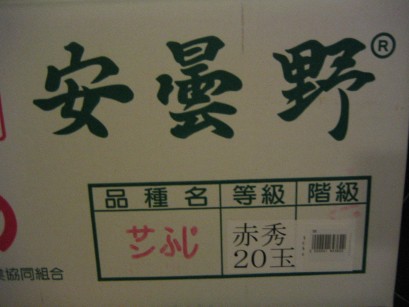 安曇野®
品種名 等級 階級
サンふじ 赤秀
20玉
協同組合